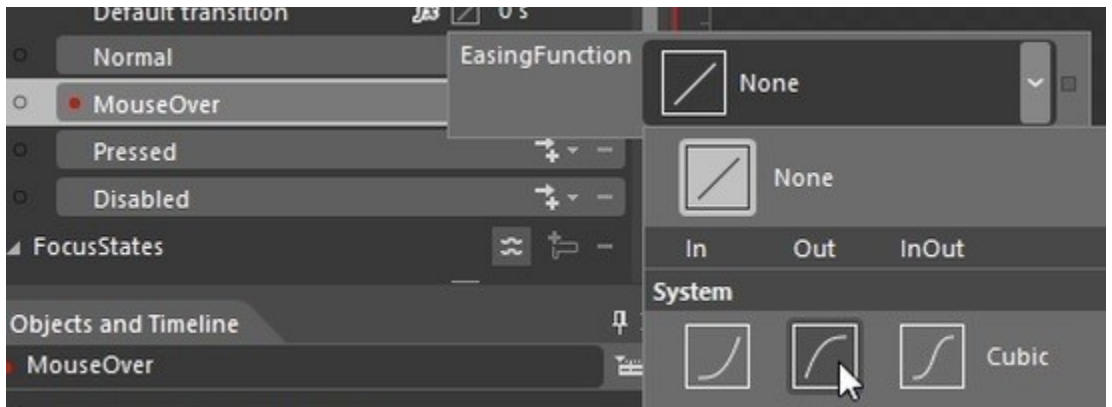 Default transition
0 s
Normal
EasingFunction
None
MouseOver
Pressed
None
Disabled
FocusStates
In
Out
InOut
System
Objects and Timeline
MouseOver
Cubic